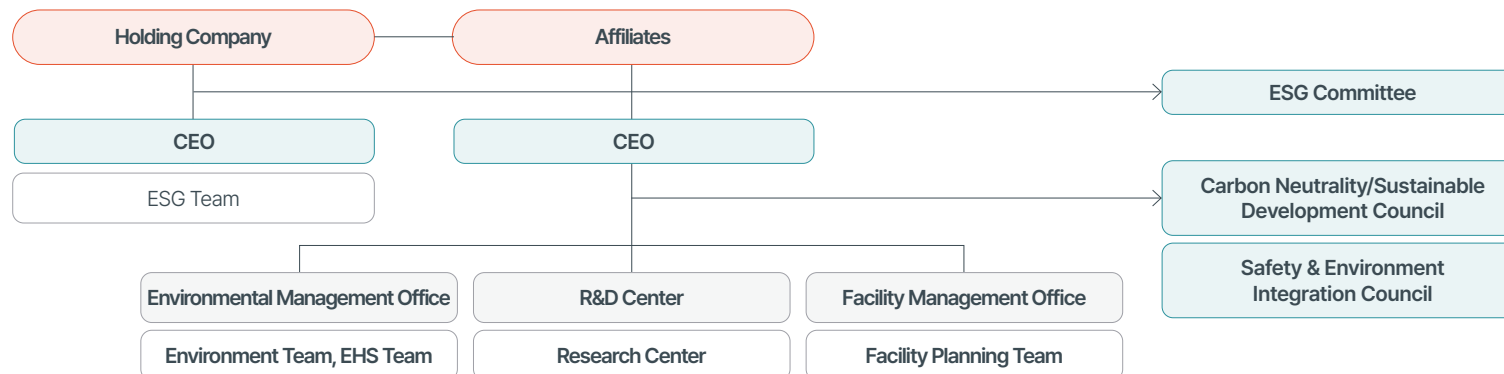 Holding Company
Affiliates
ESG Committee
CEO
CEO
ESG Team
Carbon Neutrality/Sustainable
Development Council
Safety & Environment
Integration Council
Environmental Management Office
R&D Center
Facility Management Office
Environment Team, EHS Team
Research Center
Facility Planning Team